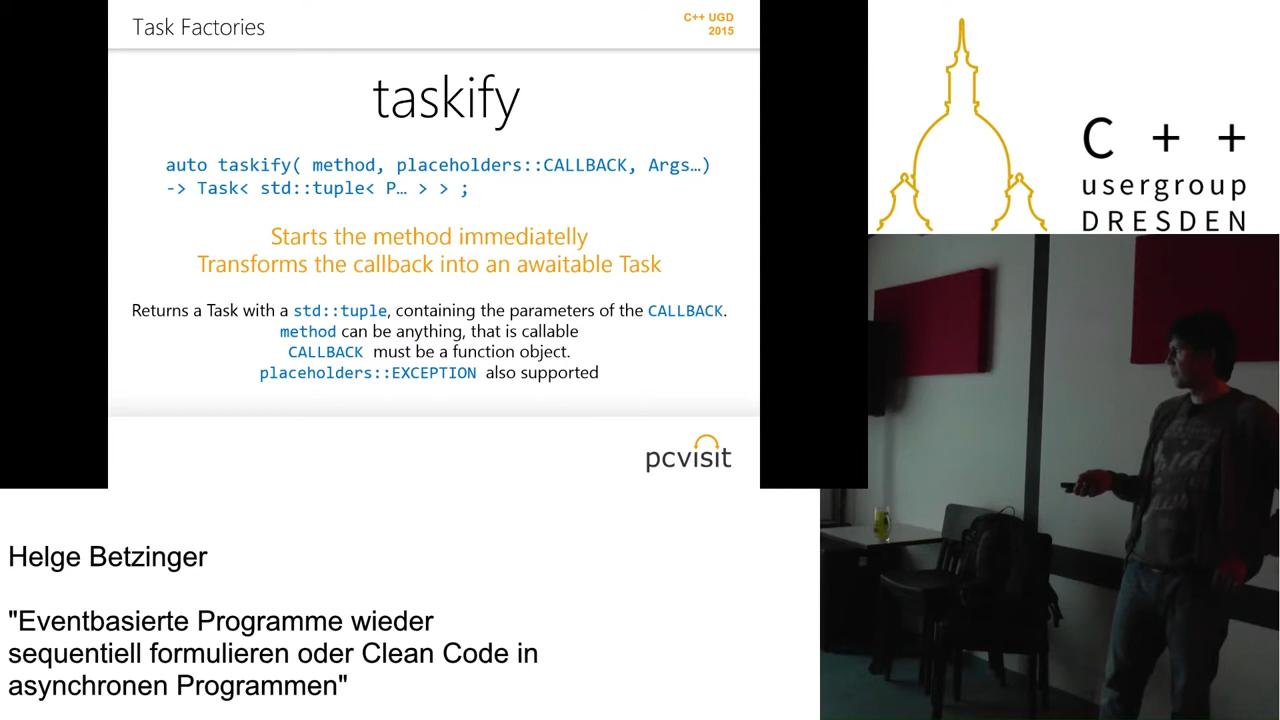 Task Factories
C++ UGD
2015
taskify
auto taskify( method, placeholders::CALLBACK, Args…)
-> Task< std::tuple< P… > > ;
Starts the method immediatelly
Transforms the callback into an awaitable Task
Returns a Task with a std::tuple, containing the parameters of the CALLBACK.
method can be anything, that is callable
CALLBACK must be a function object.
placeholders::EXCEPTION also supported
pcvisit
C++
usergroup
DRESDEN
Helge Betzinger
"Eventbasierte Programme wieder
sequentiell formulieren oder Clean Code in
asynchronen Programmen"